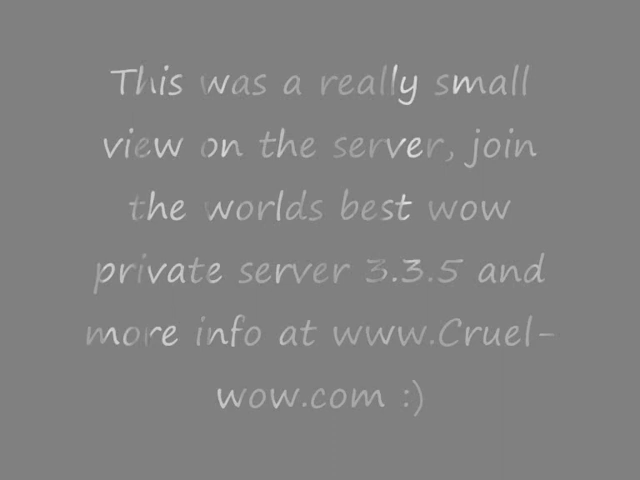 This was a really small
view on the server, join
the worlds best wow
private server 3.3.5 and
more info at www.Cruel-
wow.com :)